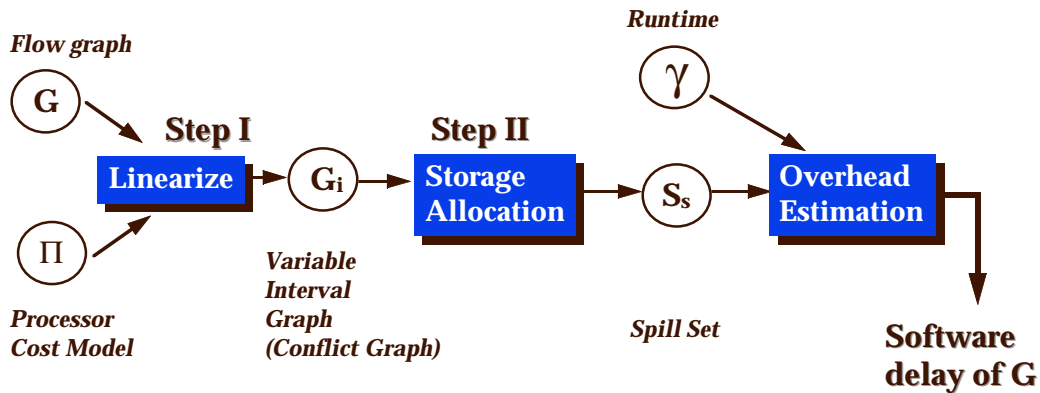 Runtime
Flow graph
G
γ
Step I
Step II
Linearize
Gi
Storage
Allocation
Ss
Overhead
Estimation
Π
Variable
Interval
Graph
(Conflict Graph)
Processor
Cost Model
Spill Set
Software
delay of G